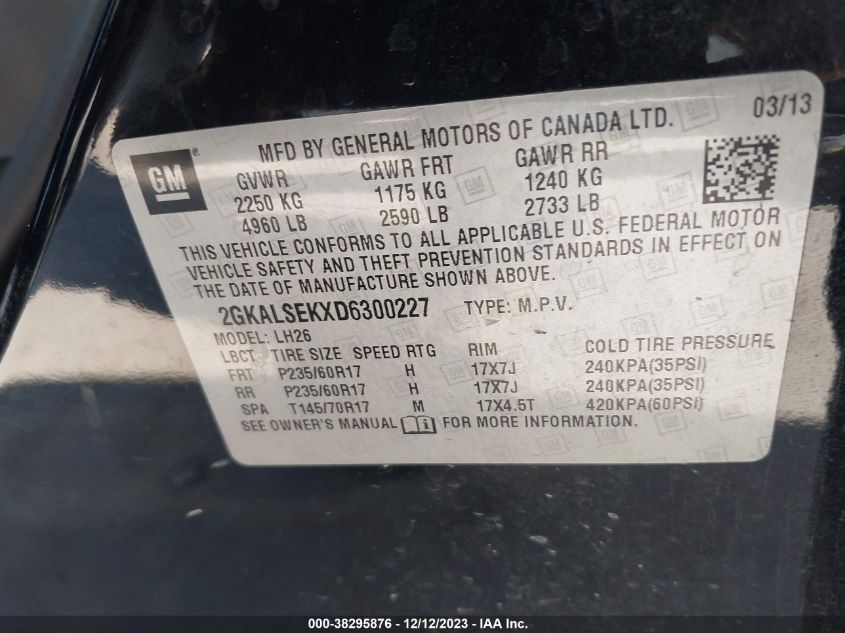 03/13
MFD BY GENERAL MOTORS OF CANADA LTD.
GM®
GVWR GAWR FRT GAWR RR
2250 KG 1175 KG 1240 KG
4960 LB 2590 LB 2733 LB
THIS VEHICLE CONFORMS TO ALL APPLICABLE U.S. FEDERAL MOTOR
VEHICLE SAFETY AND THEFT PREVENTION STANDARDS IN EFFECT ON
THE DATE OF MANUFACTURE SHOWN ABOVE.
2GKALSEKXD6300227 TYPE: M.P.V.
MODEL: LH26
LBCT TIRE SIZE SPEED RTG RIM COLD TIRE PRESSURE
FRT P235/60R17 H 17X7J 240KPA(35PSI)
RR P235/60R17 H 17X7J 240KPA(35PSI)
SPA T145/70R17 M 17X4.5T 420KPA(60PSI)
SEE OWNER'S MANUAL FOR MORE INFORMATION.
000-38295876 - 12/12/2023 - IAA Inc.